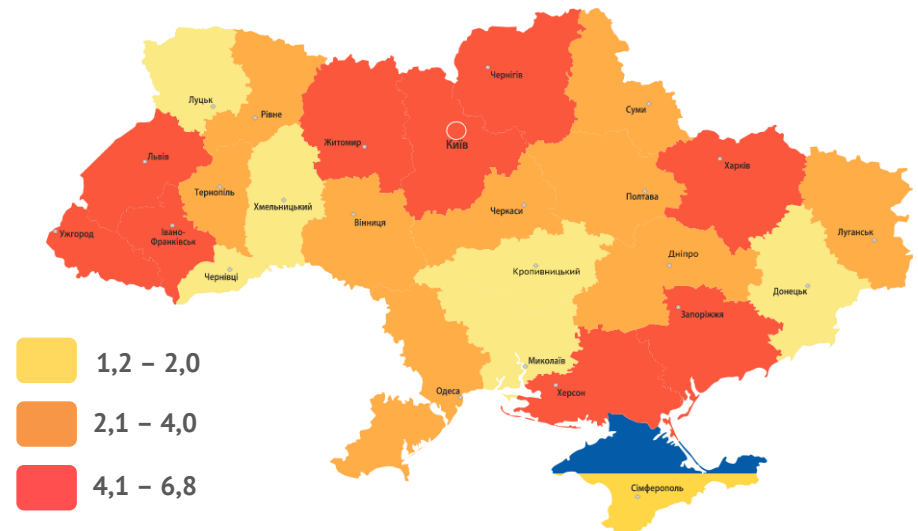 Чернігів
Луцьк
Рівне
Суми
Житомир
Київ
Львів
Харків
Тернопіль
Хмельницький
Полтава
Черкаси
Вінниця
Ужгород
Івано-
Франківськ
Луганськ
Чернівці
Дніпро
Кропивницький
Донецьк
Запоріжжя
Миколаїв
Херсон
Одеса
Сімферополь
1,2 – 2,0
2,1 – 4,0
4,1 – 6,8